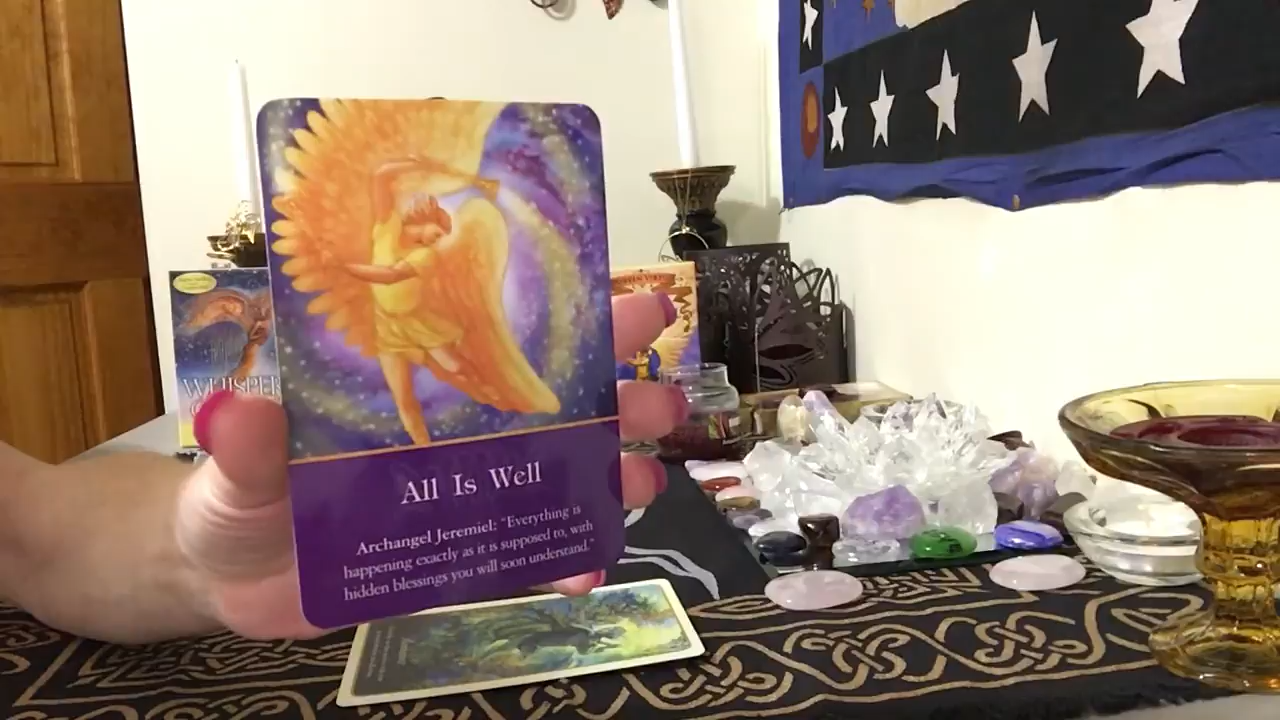 WHISPER
All Is Well
Archangel Jeremiel: "Everything is
happening exactly as it is supposed to, with
hidden blessings you will soon understand."